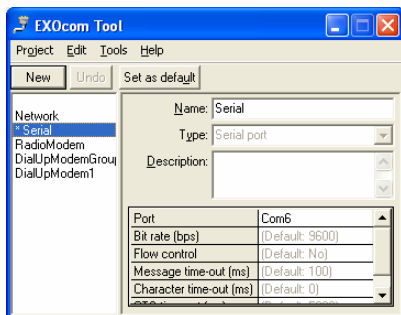 EXOcom Tool
Project Edit Tools Help
New Undo Set as default
Network
* Serial
RadioModem
DialUpModemGrou
DialUpModem1
Name: Serial
Type: Serial port
Description:
Port Com6
Bit rate (bps) (Default: 9600)
Flow control (Default: No)
Message time-out (ms) (Default: 100)
Character time-out (ms) (Default: 0)